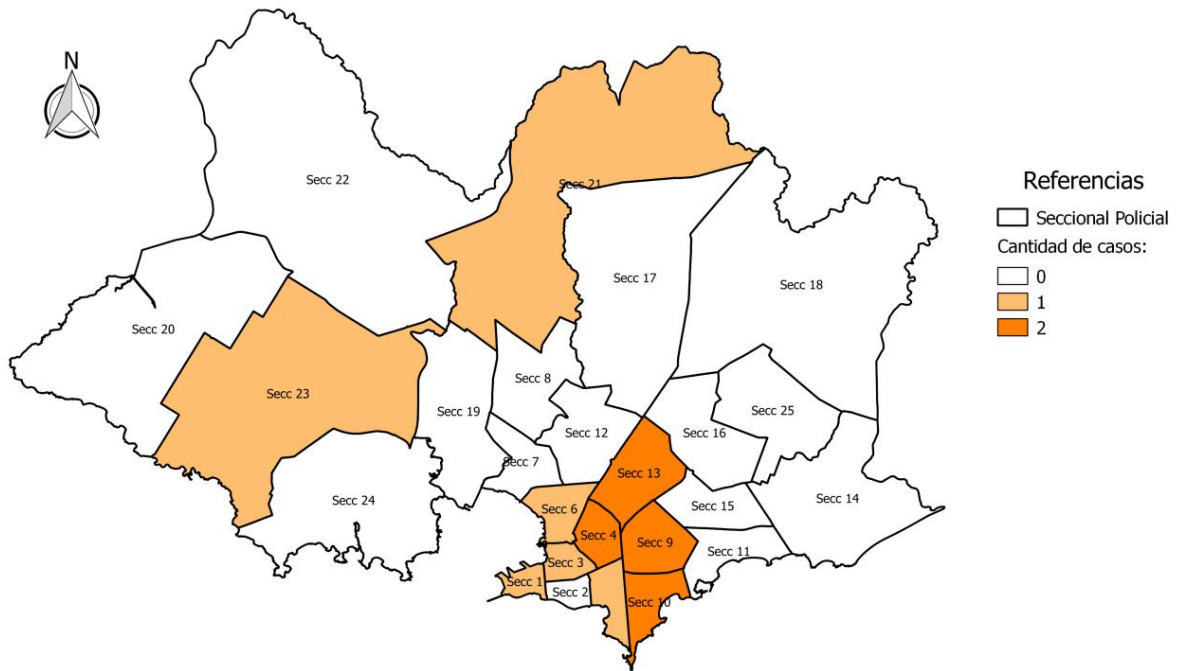 N
Secc 22
Secc 21
Secc 17
Secc 18
Secc 20
Secc 23
Secc 19
Secc 8
Secc 12
Secc 7
Secc 16
Secc 25
Secc 13
Secc 24
Secc 6
Secc 4
Secc 15
Secc 14
Secc 9
Secc 11
Secc 3
Secc 1
Secc 2
Secc 10
Referencias
Seccional Policial
Cantidad de casos:
0
1
2